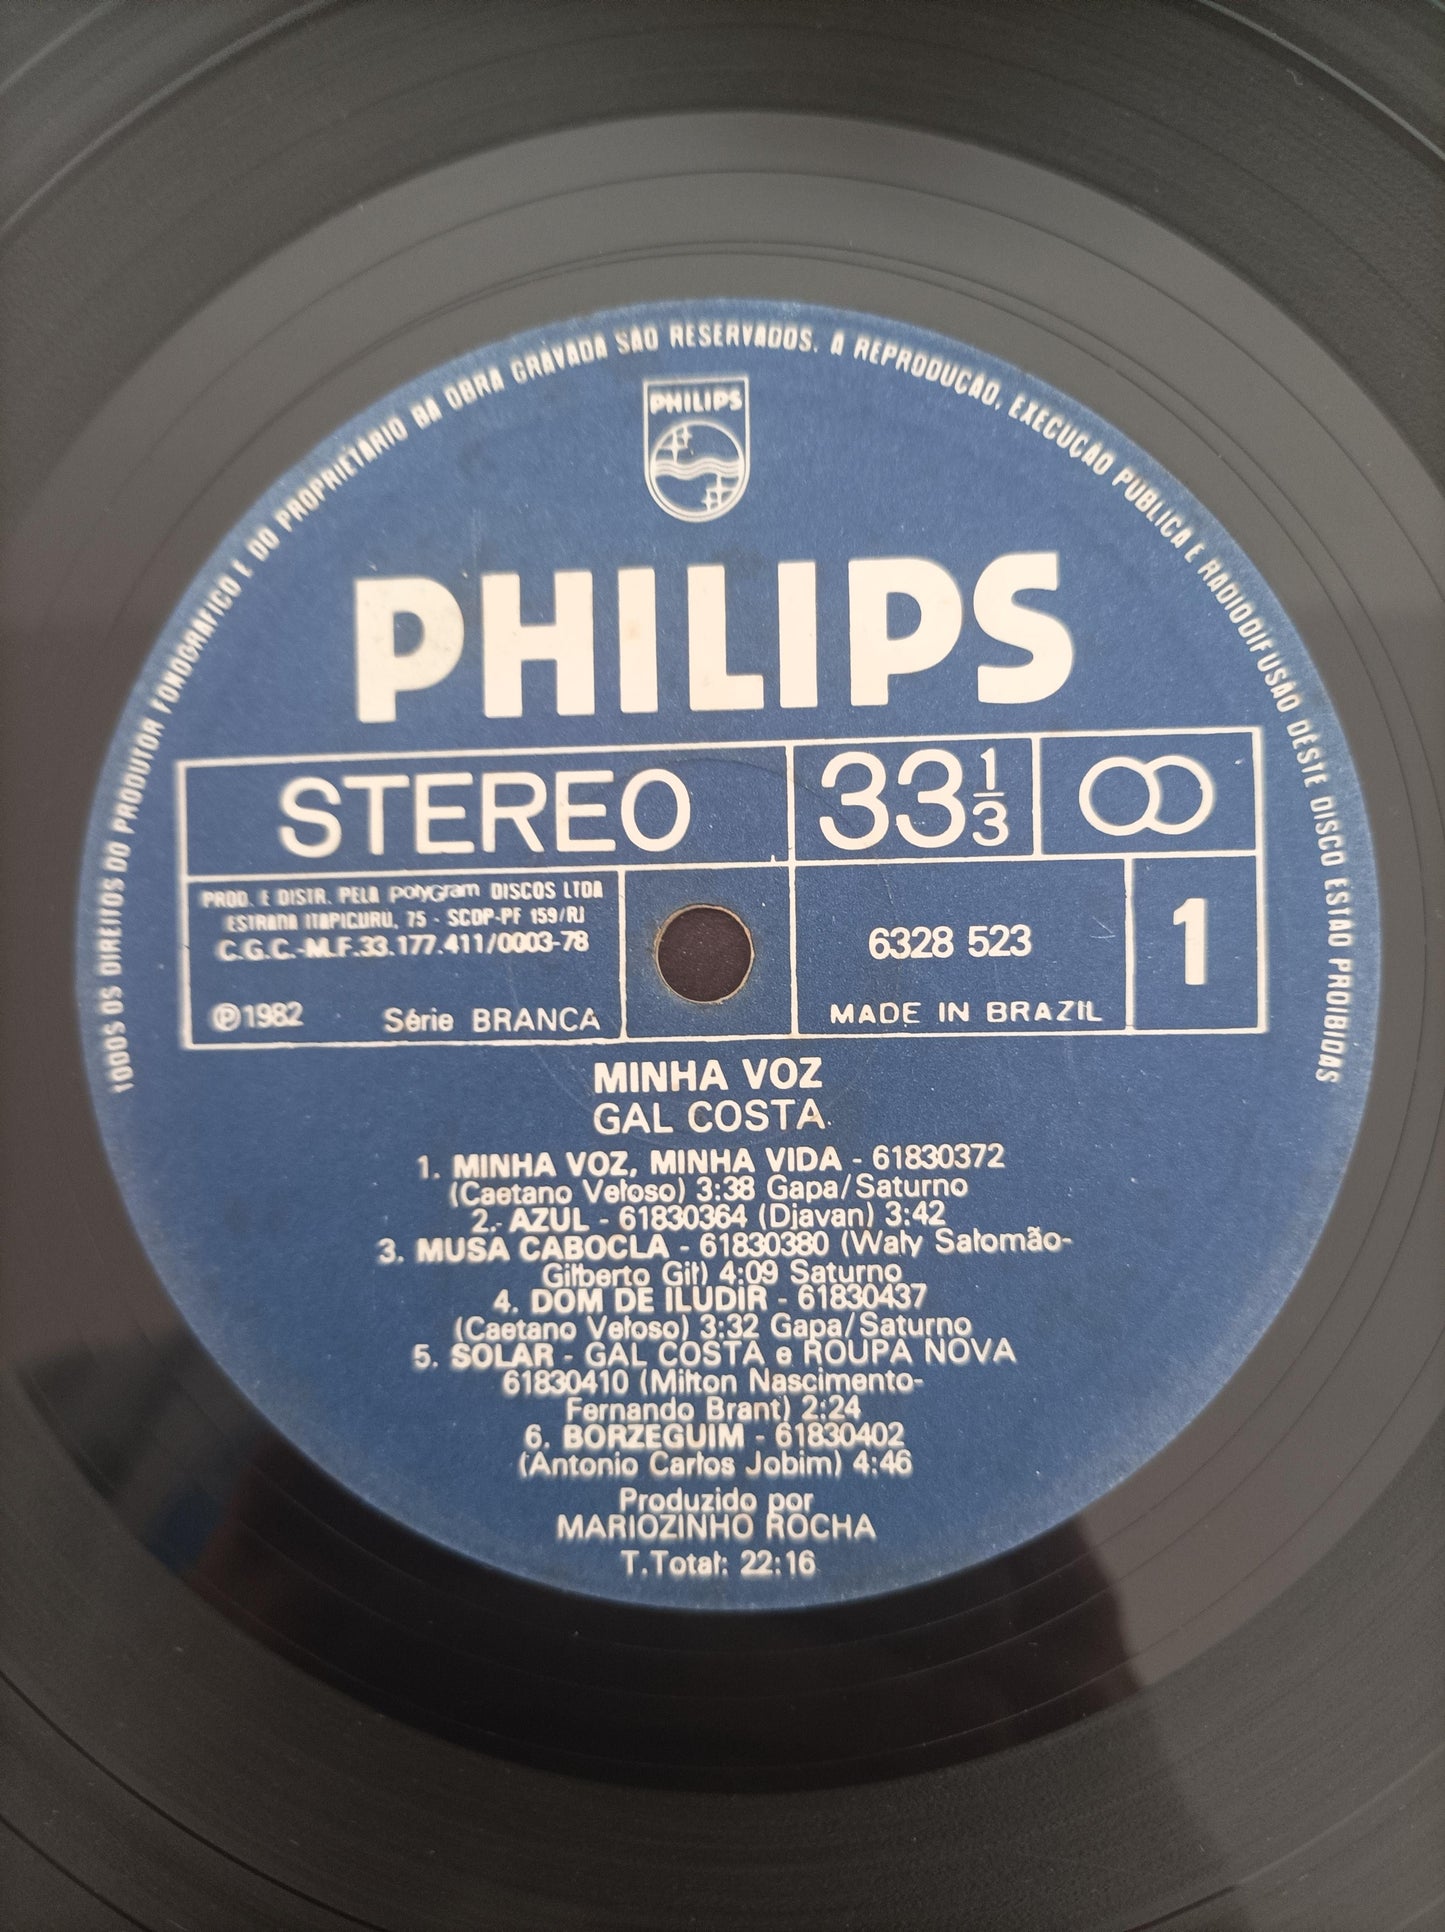 TODOS OS DIREITOS DO PRODUTOR FONOGRÁFICO E DO PROPRIETÁRIO DA OBRA GRAVADA SÃO RESERVADOS. A REPRODUÇÃO, EXECUÇÃO PÚBLICA E RADIODIFUSÃO DÊSTE DISCO ESTÃO PROIBIDAS
PHILIPS
PHILIPS
STEREO
33 1/3
PROD. E DISTR. PELA polyGram DISCOS LTDA
ESTRADA ITAPICURU, 75 - SCDP-PF 159/RJ
C.G.C.-M.F.33.177.411/0003-78
℗1982 Série BRANCA
6328 523
MADE IN BRAZIL
1
MINHA VOZ
GAL COSTA
1. MINHA VOZ, MINHA VIDA - 61830372
(Caetano Veloso) 3:38 Gapa/Saturno
2.- AZUL - 61830364 (Djavan) 3:42
3. MUSA CABOCLA - 61830380 (Waly Salomão-
Gilberto Gil) 4:09 Saturno
4. DOM DE ILUDIR - 61830437
(Caetano Veloso) 3:32 Gapa/Saturno
5. SOLAR - GAL COSTA e ROUPA NOVA
61830410 (Milton Nascimento-
Fernando Brant) 2:24
6. BORZEGUIM - 61830402
(Antonio Carlos Jobim) 4:46
Produzido por
MARIOZINHO ROCHA
T.Total: 22:16